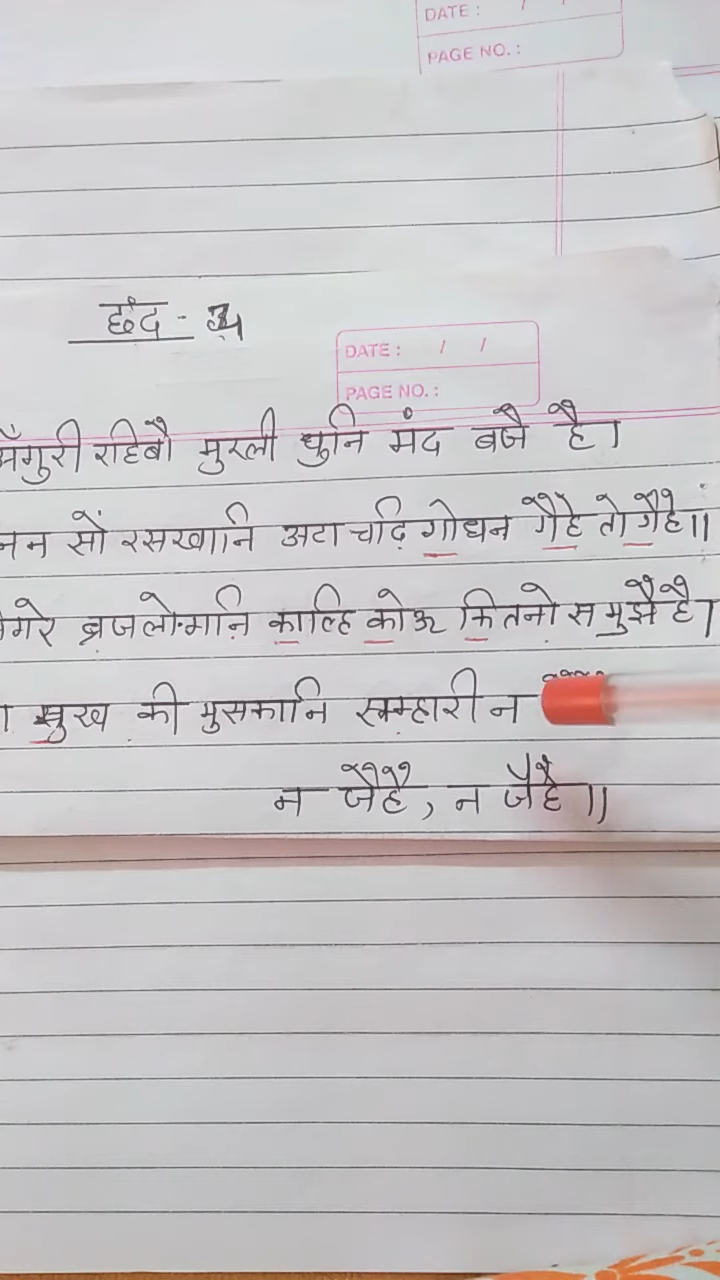 DATE : / /
PAGE NO. :
छंद - 4
DATE : / /
PAGE NO. :
अँगुरी रहिबौ मुरली धुनि मंद बजै है।
सों रसखानि अटा चढ़ि गोधन गैहै तो गैहै॥
ब्रजलोगनि काल्हि कोऊ कितनो समुझैहै।
मुख की मुसकानि सम्हारी न
न जैहै, न जैहै॥